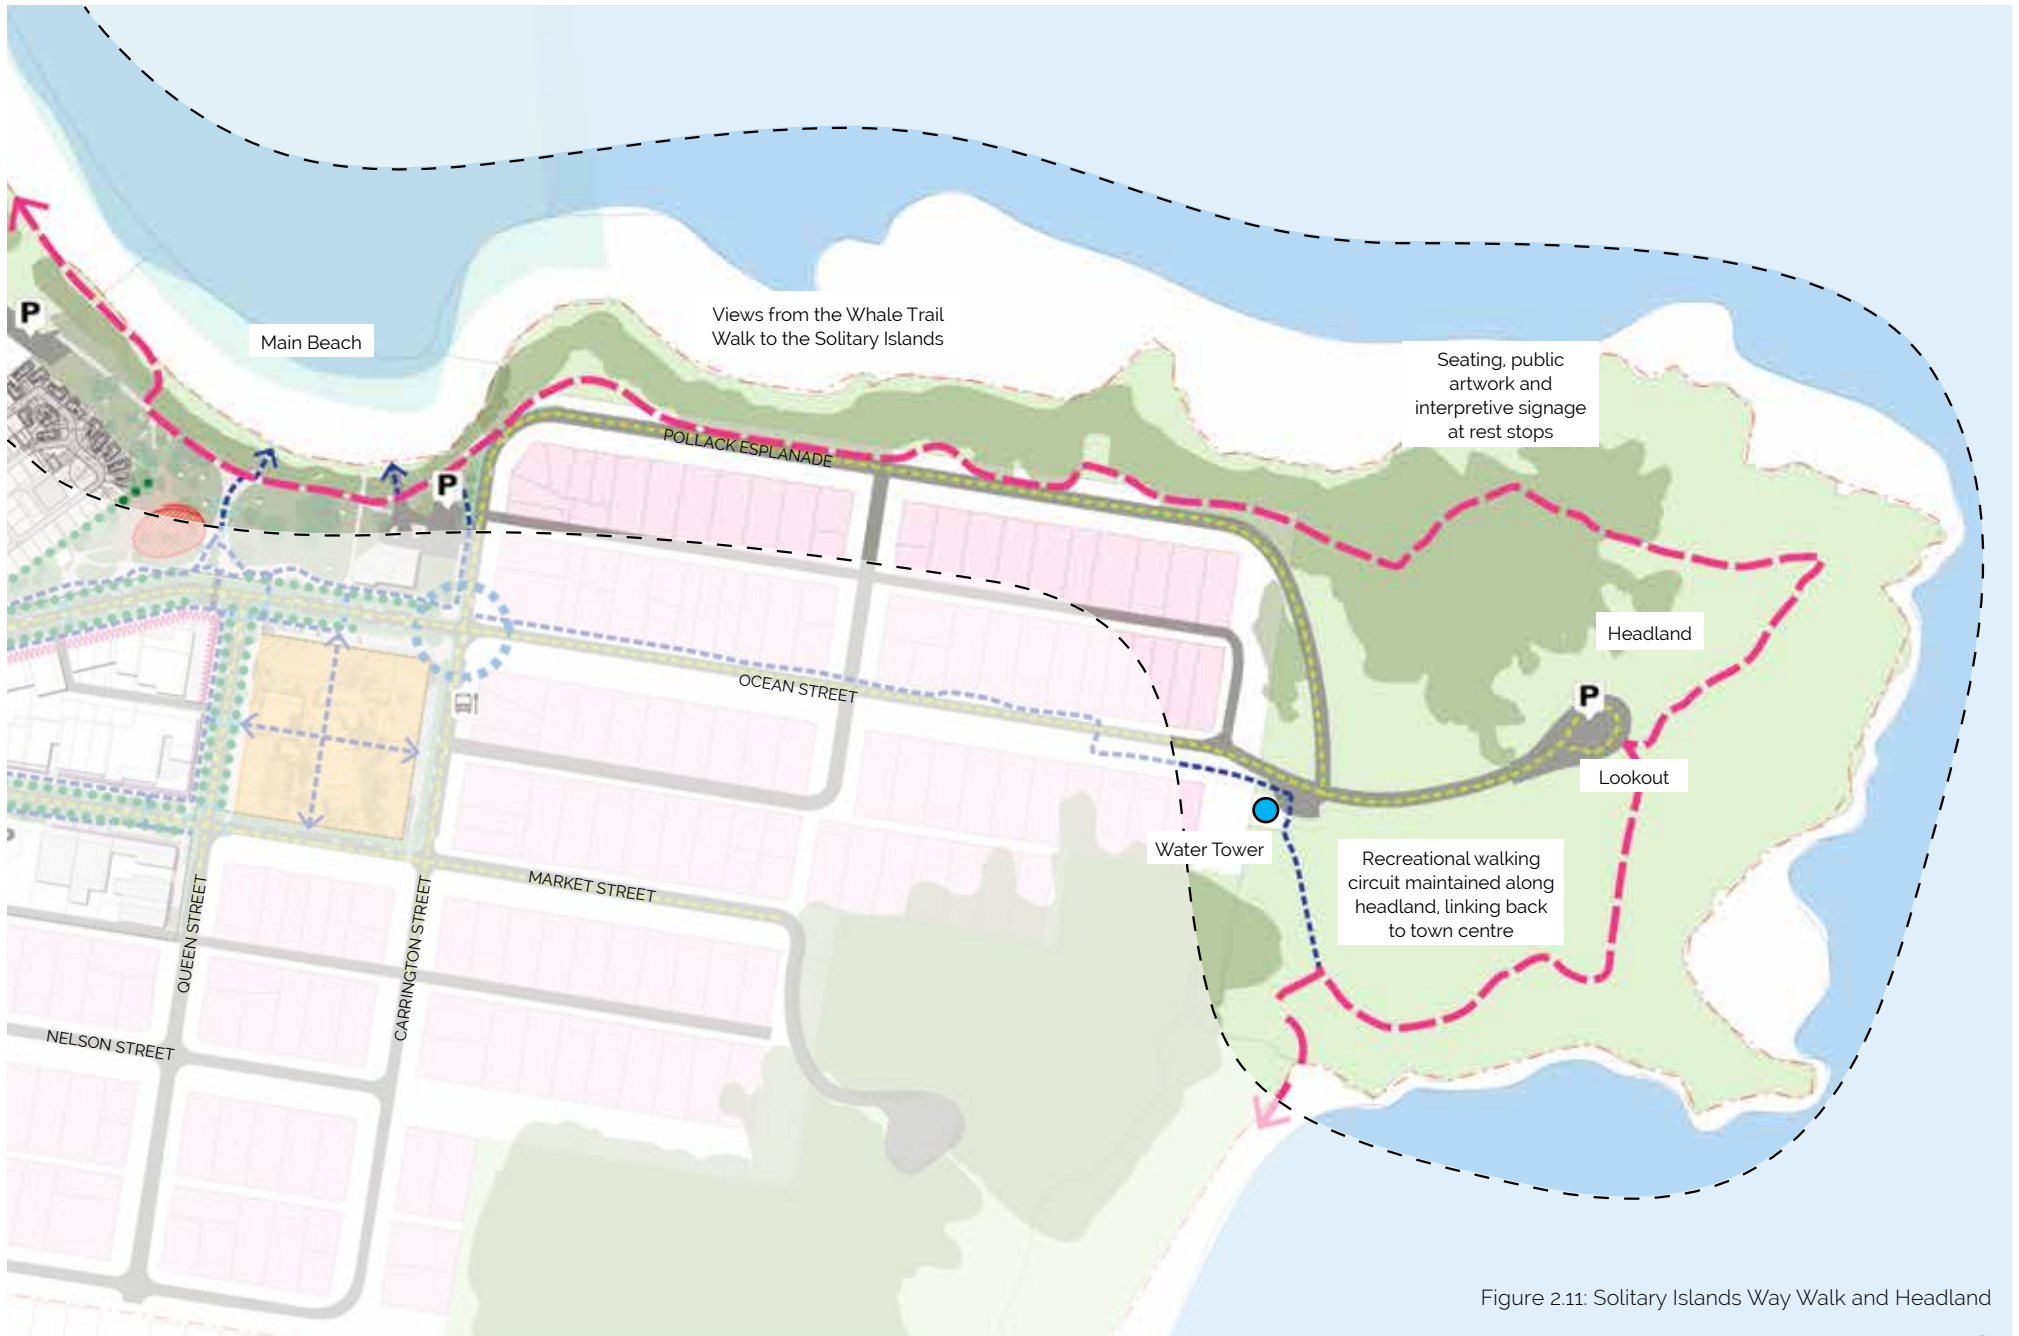 P
Main Beach
Views from the Whale Trail
Walk to the Solitary Islands
Seating, public
artwork and
interpretive signage
at rest stops
POLLACK ESPLANADE
P
Headland
OCEAN STREET
P
Lookout
Water Tower
Recreational walking
circuit maintained along
headland, linking back
to town centre
MARKET STREET
QUEEN STREET
CARRINGTON STREET
NELSON STREET
Figure 2.11: Solitary Islands Way Walk and Headland